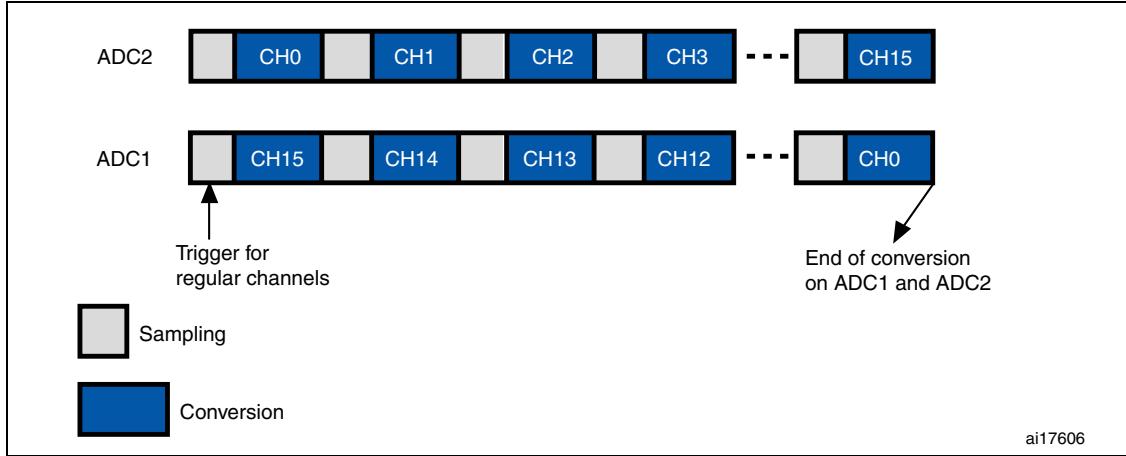 ADC2 CH0 CH1 CH2 CH3 CH15
ADC1 CH15 CH14 CH13 CH12 CH0
Trigger for
regular channels
End of conversion
on ADC1 and ADC2
Sampling
Conversion
ai17606